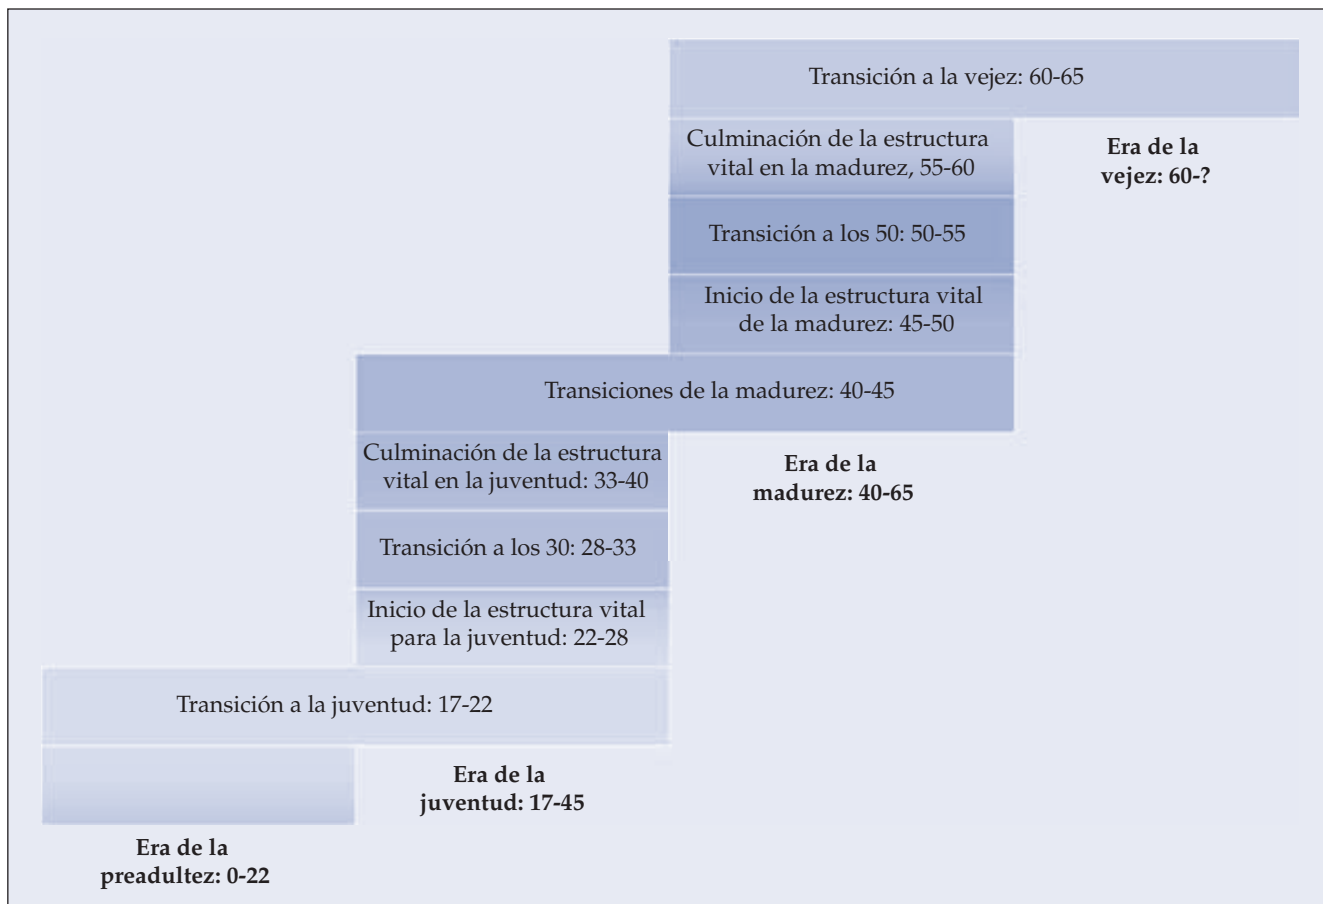 Transición a la vejez: 60-65
Culminación de la estructura
vital en la madurez, 55-60
Era de la
vejez: 60-?
Transición a los 50: 50-55
Inicio de la estructura vital
de la madurez: 45-50
Transiciones de la madurez: 40-45
Culminación de la estructura
vital en la juventud: 33-40
Era de la
madurez: 40-65
Transición a los 30: 28-33
Inicio de la estructura vital
para la juventud: 22-28
Transición a la juventud: 17-22
Era de la
juventud: 17-45
Era de la
preadultez: 0-22